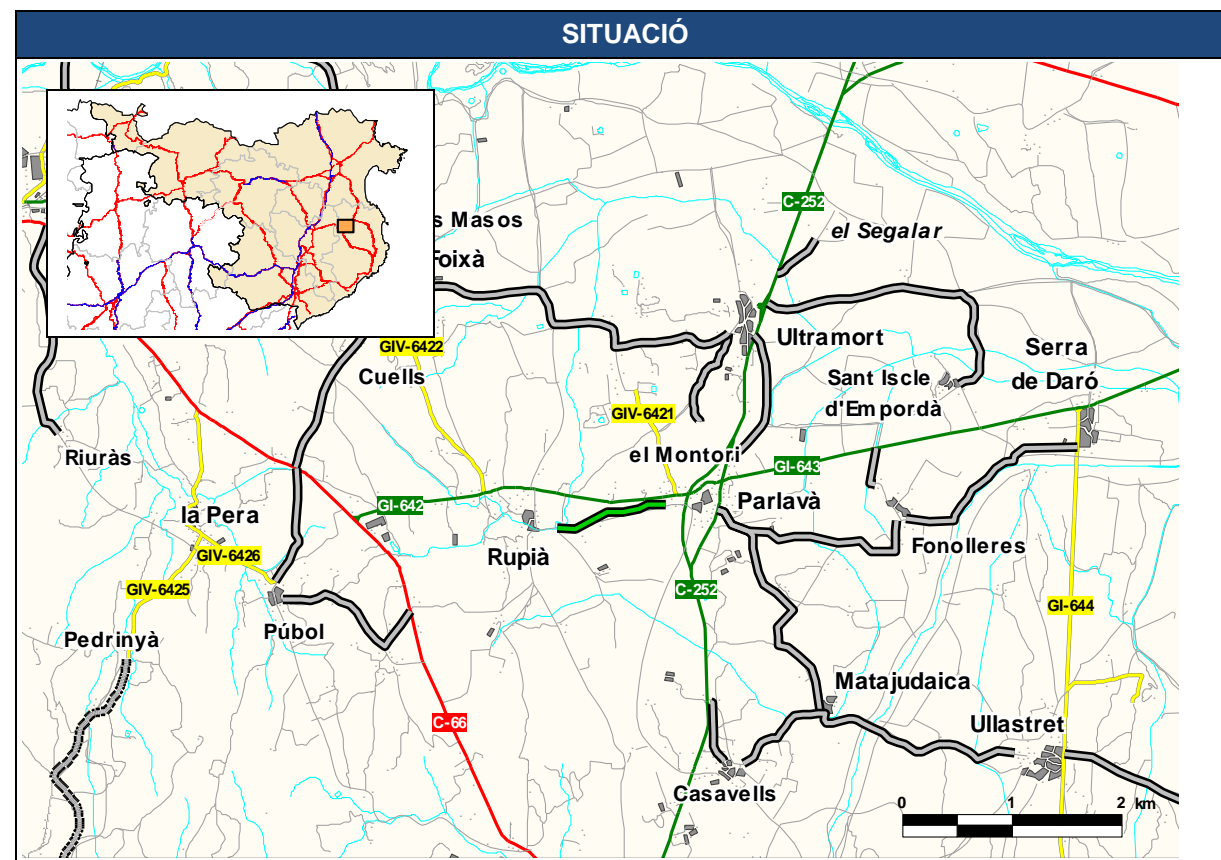 SITUACIÓ
C-252
el Segalar
s Masos
Foixà
Ultramort
Serra
de Daró
GIV-6422
Cuells
Sant Iscle
d'Empordà
GIV-6421
el Montori
GI-643
Riuràs
GI-642
Parlavà
la Pera
Rupià
Fonolleres
GIV-6426
GIV-6425
C-252
GI-644
Púbol
Pedrinyà
Matajudaica
C-66
Ullastret
Casavells
0 1 2 km